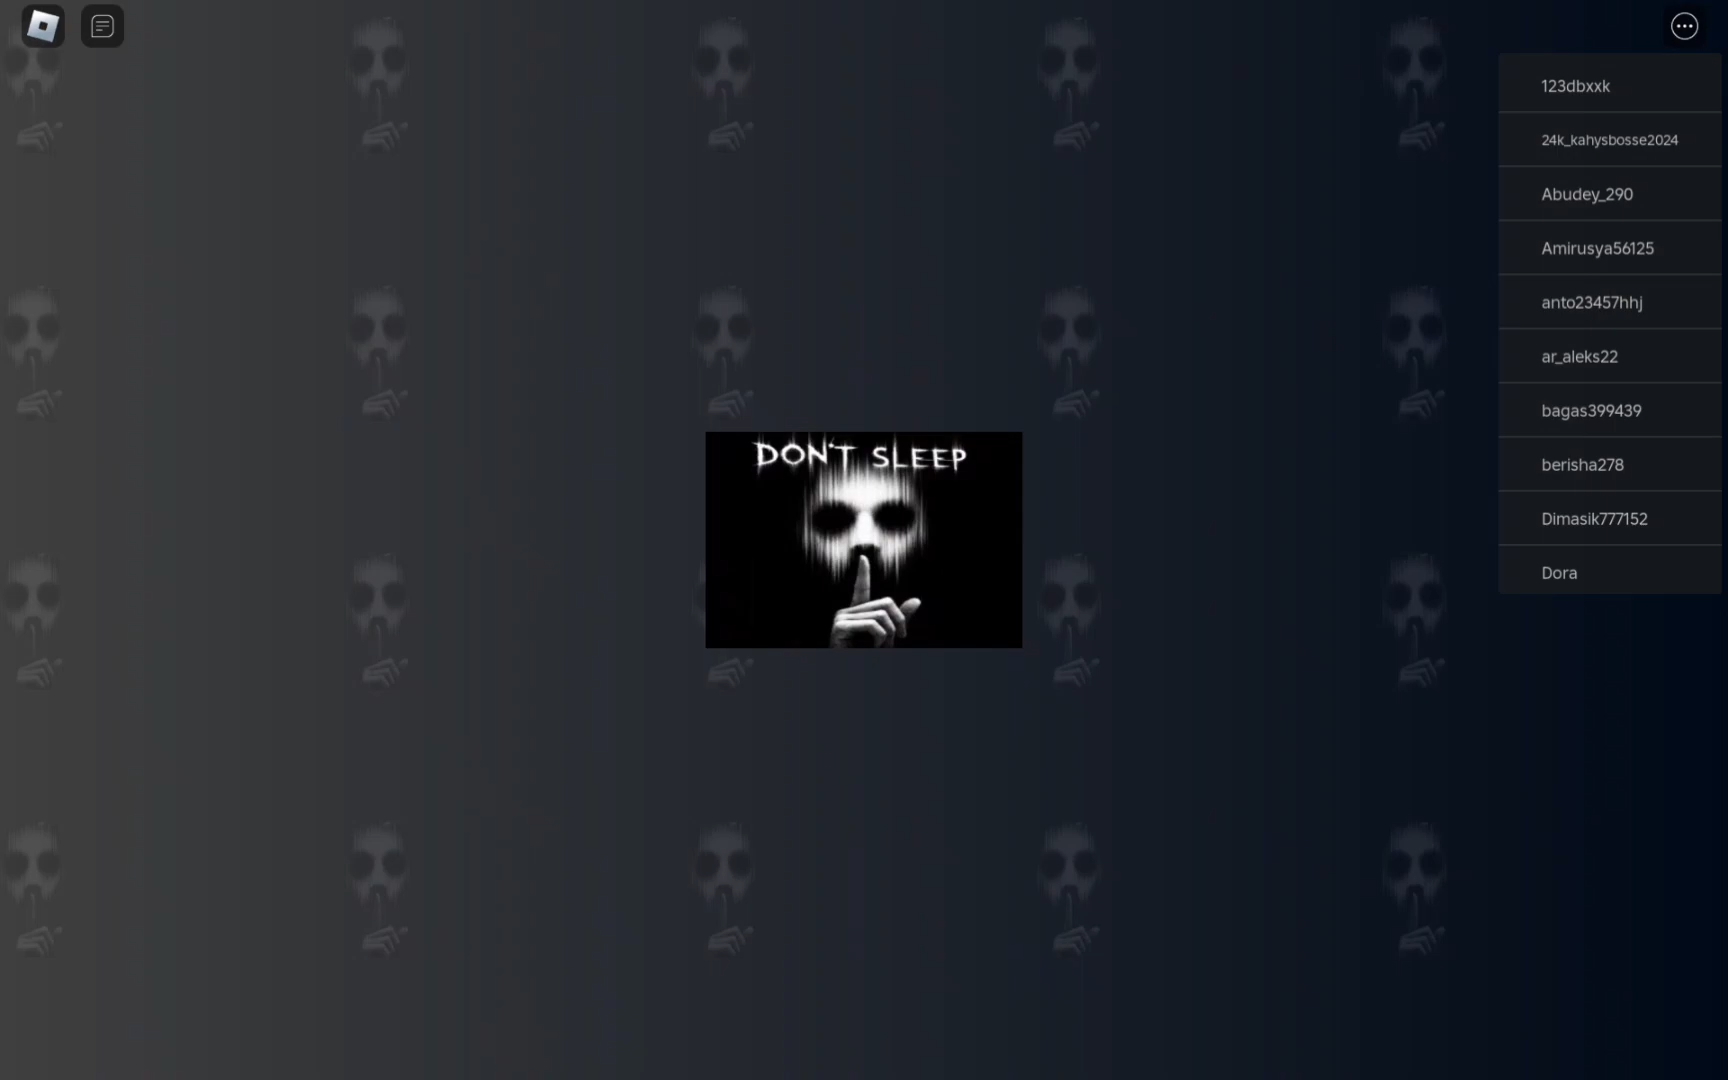 123dbxxk
24k_kahysbosse2024
Abudey_290
Amirusya56125
anto23457hhj
ar_aleks22
bagas399439
berisha278
Dimasik777152
Dora
DON'T SLEEP